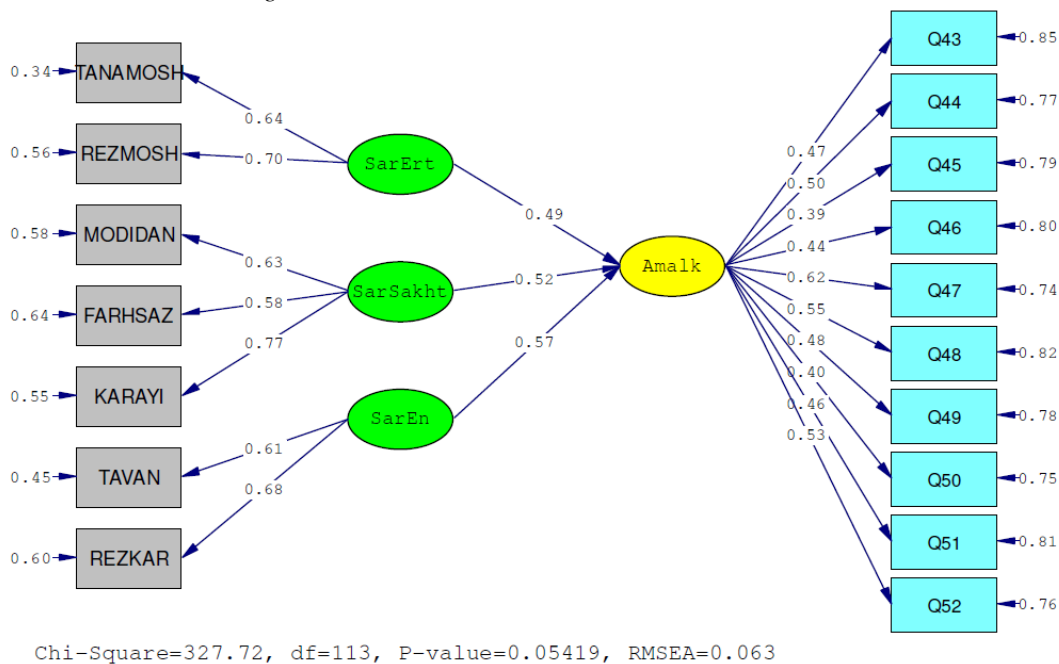 0.34
TANAMOSH
0.56
REZMOSH
0.58
MODIDAN
0.64
FARHSAZ
0.55
KARAYI
0.45
TAVAN
0.60
REZKAR
0.64
0.70
0.63
0.58
0.77
0.61
0.68
SarErt
SarSakht
SarEn
0.49
0.52
0.57
Amalk
0.47
0.50
0.39
0.44
0.62
0.55
0.48
0.40
0.46
0.53
Q43
0.85
Q44
0.77
Q45
0.79
Q46
0.80
Q47
0.74
Q48
0.82
Q49
0.78
Q50
0.75
Q51
0.81
Q52
0.76
Chi-Square=327.72, df=113, P-value=0.05419, RMSEA=0.063